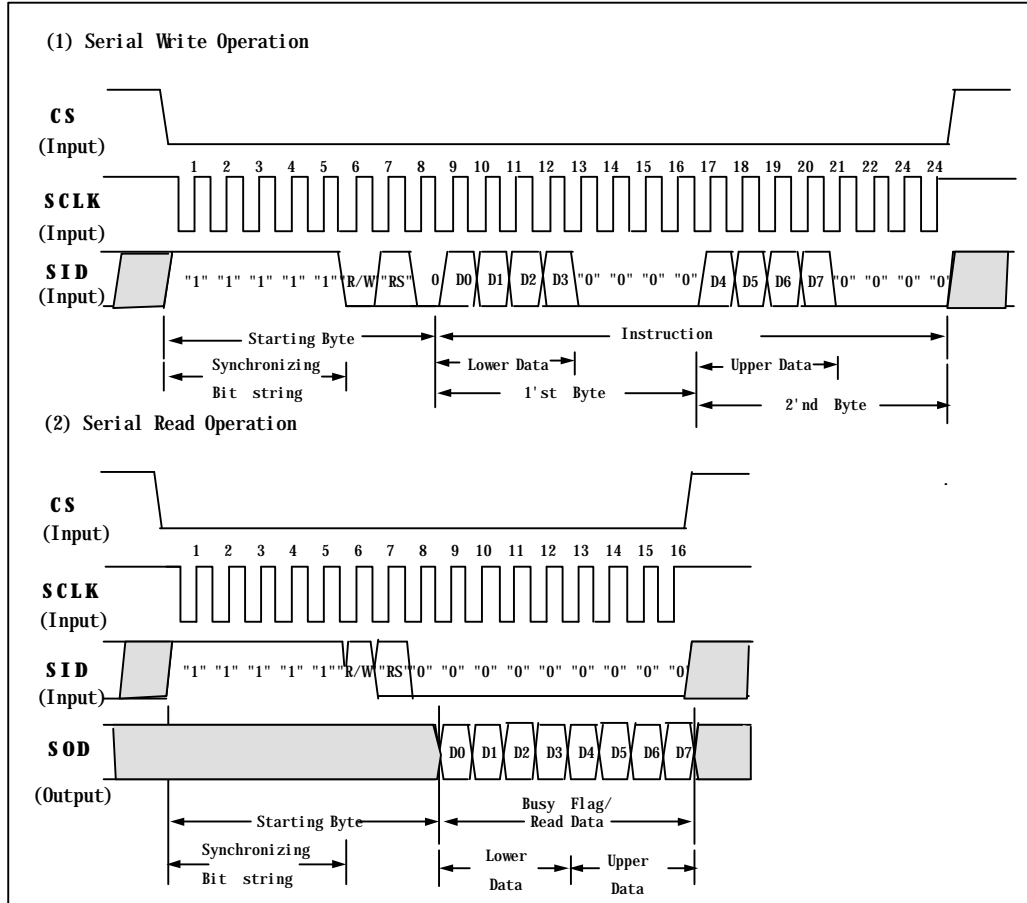 (1) Serial Write Operation
CS
(Input)
1 2 3 4 5 6 7 8 9 10 11 12 13 14 15 16 17 18 19 20 21 22 24 24
SCLK
(Input)
SID
(Input)
"1" "1" "1" "1" "1" "R/W "RS" 0 D0 D1 D2 D3 "0" "0" "0" "0" D4 D5 D6 D7 "0" "0" "0" "0"
Starting Byte
Instruction
Synchronizing
Bit string
Lower Data
Upper Data
1'st Byte
2'nd Byte
(2) Serial Read Operation
CS
(Input)
1 2 3 4 5 6 7 8 9 10 11 12 13 14 15 16
SCLK
(Input)
SID
(Input)
"1" "1" "1" "1" "1" "R/W "RS" "0" "0" "0" "0" "0" "0" "0" "0" "0"
SOD
(Output)
D0 D1 D2 D3 D4 D5 D6 D7
Starting Byte
Busy Flag/
Read Data
Synchronizing
Bit string
Lower
Data
Upper
Data